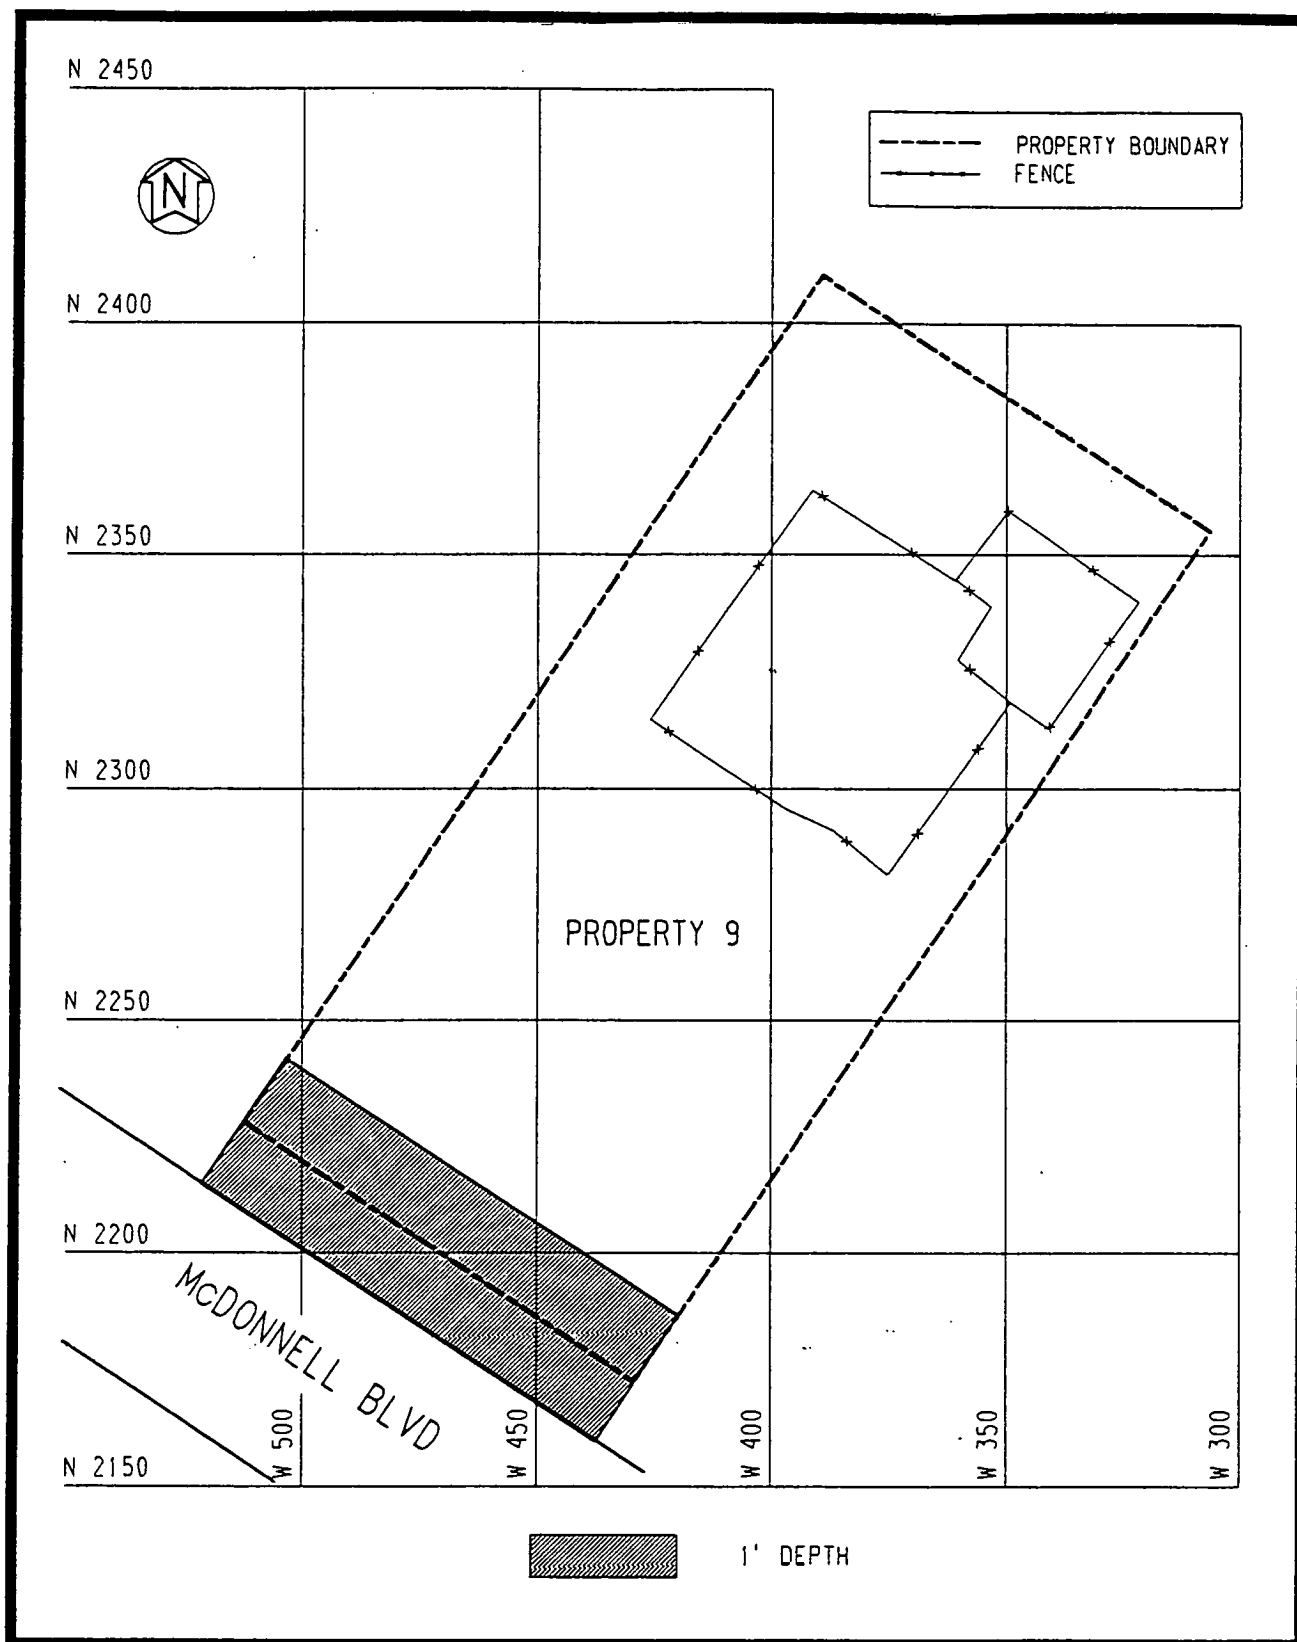 N 2450
PROPERTY BOUNDARY
FENCE
N
N 2400
N 2350
N 2300
PROPERTY 9
N 2250
N 2200
McDONNELL BLVD
N 2150
W 500
W 450
W 400
W 350
W 300
1' DEPTH